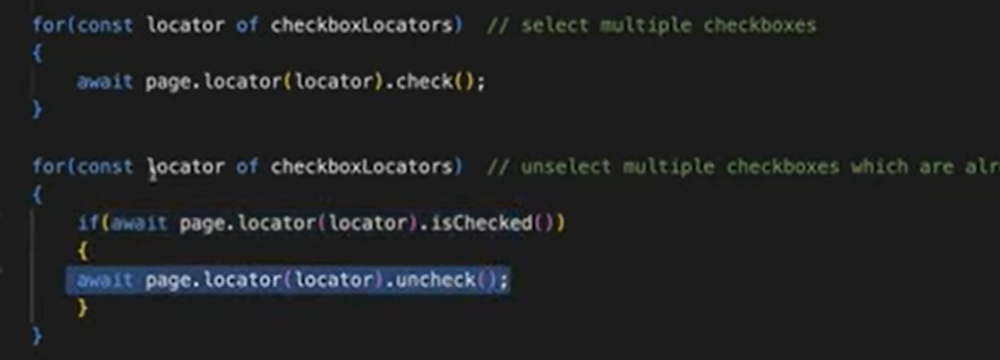 for(const locator of checkboxLocators)  // select multiple checkboxes
{
    await page.locator(locator).check();
}
for(const locator of checkboxLocators)  // unselect multiple checkboxes which are alr
{
    if(await page.locator(locator).isChecked())
    {
    await page.locator(locator).uncheck();
    }
}